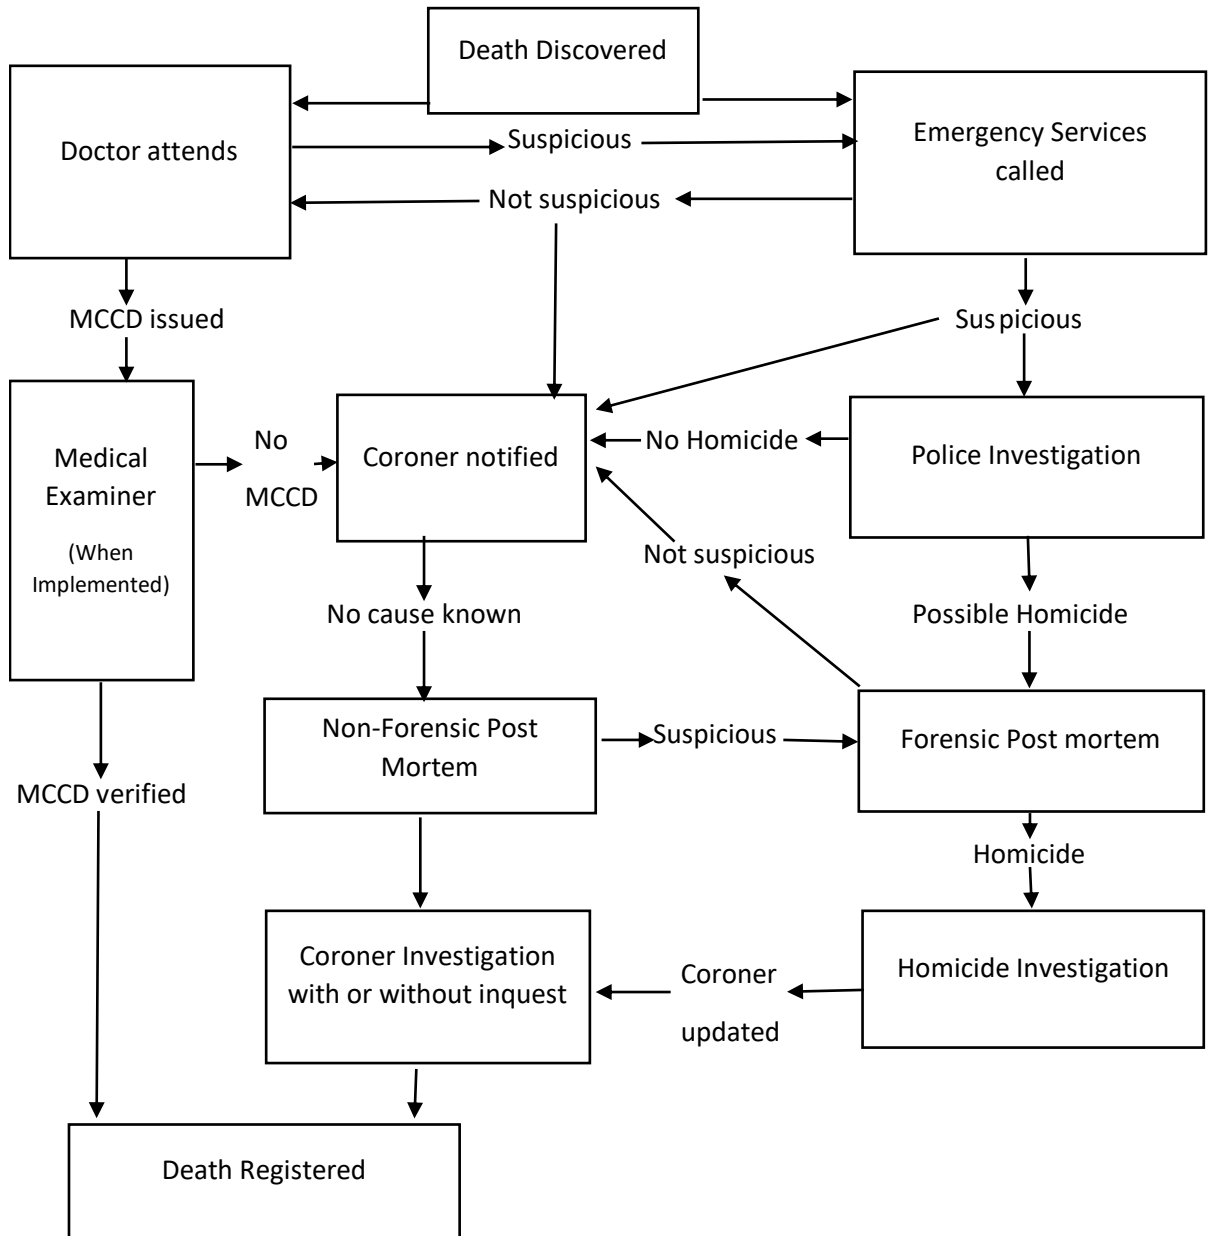 Death Discovered
Doctor attends
Suspicious
Emergency Services
called
Not suspicious
MCCD issued
Suspicious
Medical
Examiner
(When
Implemented)
No
MCCD
Coroner notified
No Homicide
Police Investigation
Not suspicious
No cause known
Possible Homicide
Non-Forensic Post
Mortem
Suspicious
Forensic Post mortem
MCCD verified
Homicide
Coroner Investigation
with or without inquest
Coroner
updated
Homicide Investigation
Death Registered